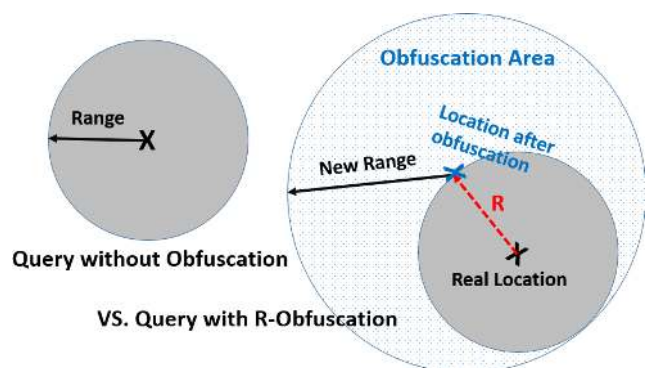 Range
X
Query without Obfuscation
VS. Query with R-Obfuscation
Obfuscation Area
Location after
obfuscation
New Range
R
Real Location